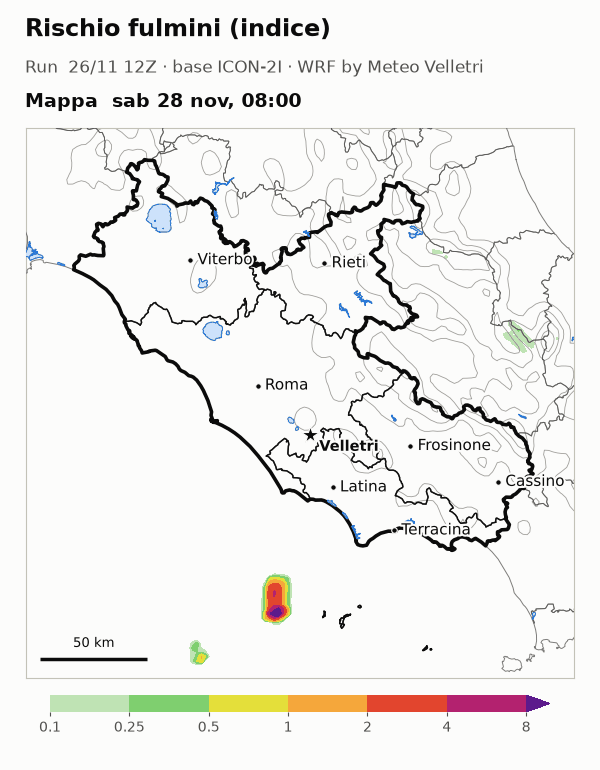 Rischio fulmini (indice)
Run  26/11 12Z · base ICON-2I · WRF by Meteo Velletri
Mappa  sab 28 nov, 08:00
Viterbo
Rieti
Roma
Velletri
Frosinone
Cassino
Latina
Terracina
50 km
0.1 0.25 0.5 1 2 4 8